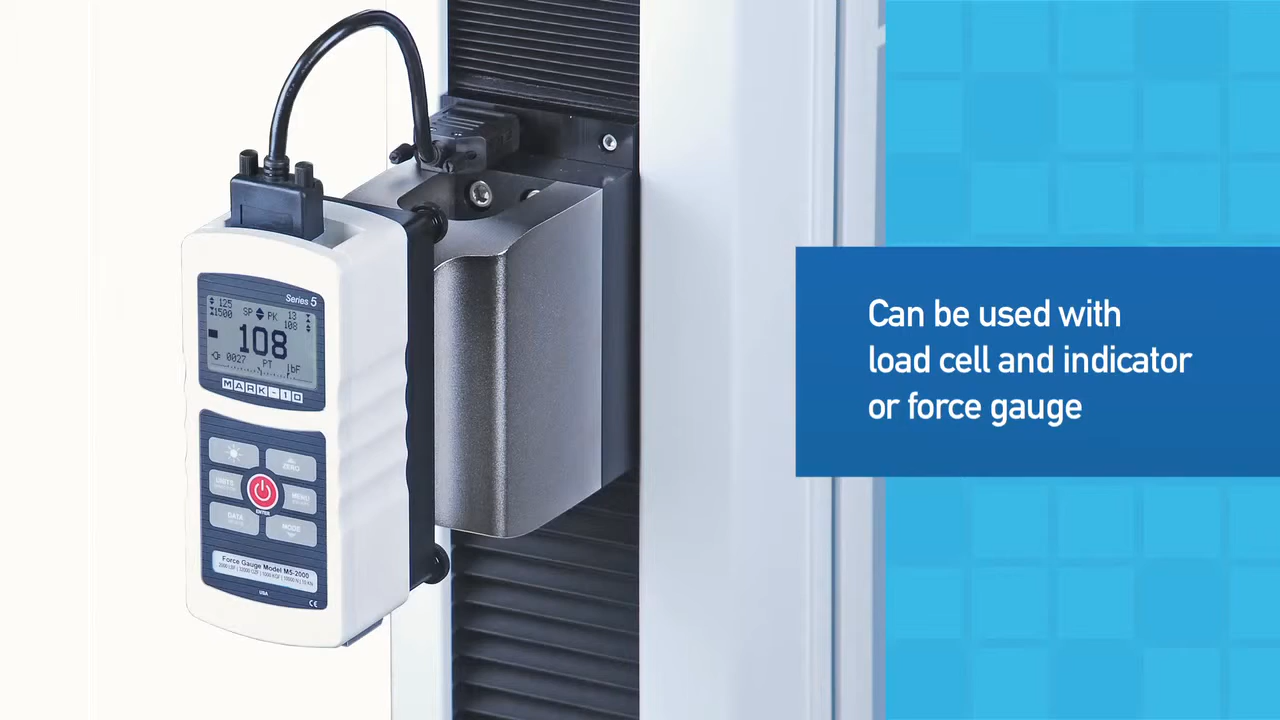 Series 5
125
1500
SP PK 13
108
108
0027 PT lbF
MARK-10
ZERO
UNITS
MENU
ENTER
DATA
MODE
Force Gauge Model M5-2000
USA
CE
Can be used with
load cell and indicator
or force gauge